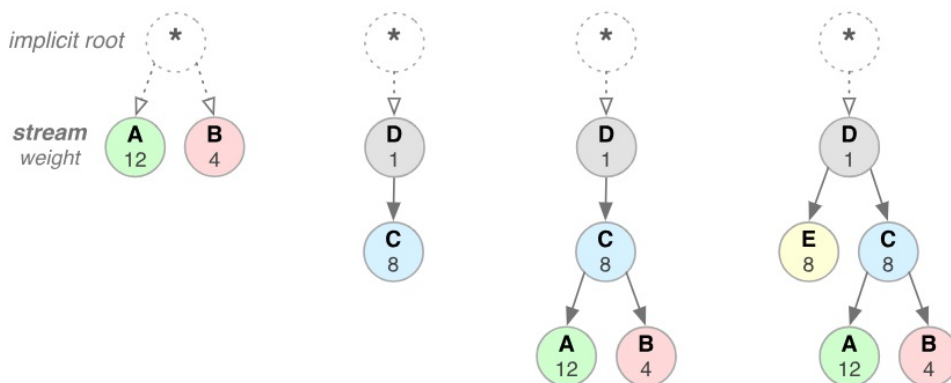 implicit root * * * *
stream A B D D D
weight 12 4 1 1 1
C C E C
8 8 8 8
A B A B
12 4 12 4